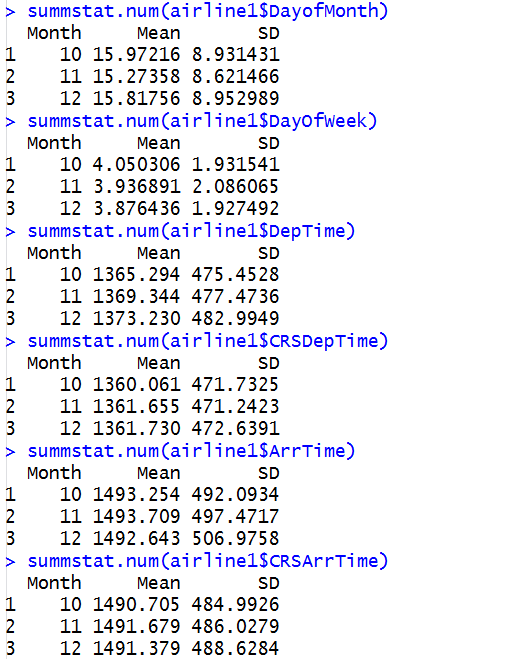 > summstat.num(airline1$DayofMonth)
  Month     Mean       SD
1    10 15.97216 8.931431
2    11 15.27358 8.621466
3    12 15.81756 8.952989
> summstat.num(airline1$DayOfWeek)
  Month     Mean       SD
1    10 4.050306 1.931541
2    11 3.936891 2.086065
3    12 3.876436 1.927492
> summstat.num(airline1$DepTime)
  Month     Mean       SD
1    10 1365.294 475.4528
2    11 1369.344 477.4736
3    12 1373.230 482.9949
> summstat.num(airline1$CRSDepTime)
  Month     Mean       SD
1    10 1360.061 471.7325
2    11 1361.655 471.2423
3    12 1361.730 472.6391
> summstat.num(airline1$ArrTime)
  Month     Mean       SD
1    10 1493.254 492.0934
2    11 1493.709 497.4717
3    12 1492.643 506.9758
> summstat.num(airline1$CRSArrTime)
  Month     Mean       SD
1    10 1490.705 484.9926
2    11 1491.679 486.0279
3    12 1491.379 488.6284